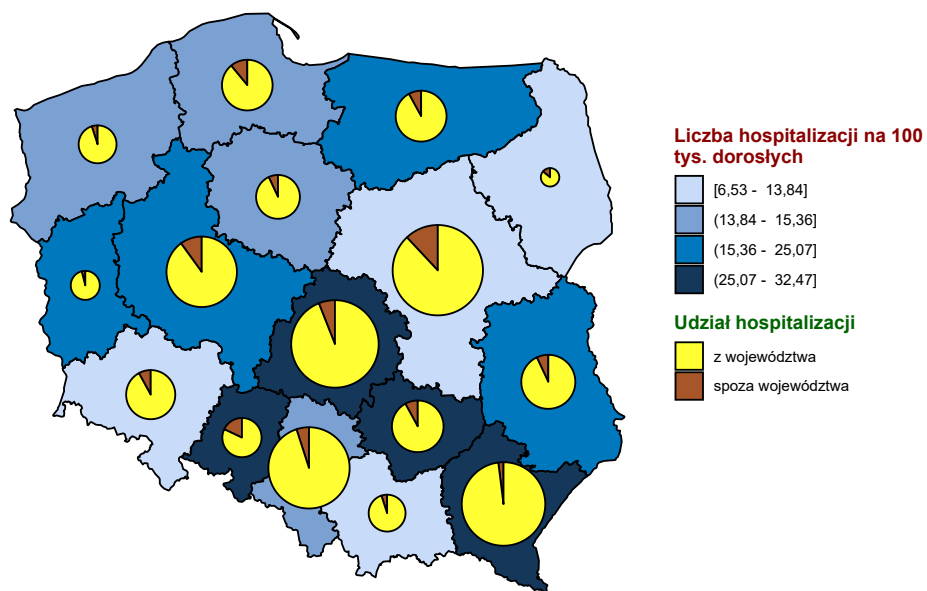 Liczba hospitalizacji na 100
tys. dorosłych
[6,53 - 13,84]
(13,84 - 15,36]
(15,36 - 25,07]
(25,07 - 32,47]
Udział hospitalizacji
z województwa
spoza województwa